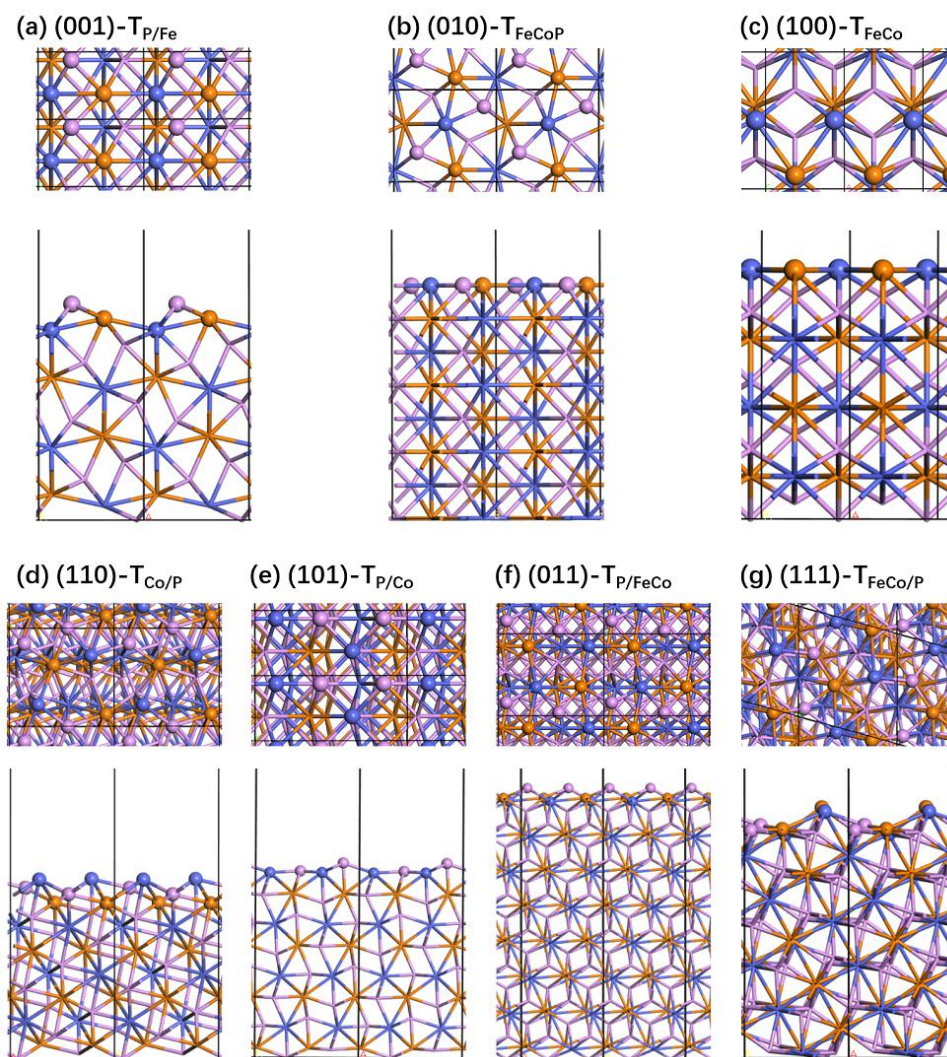 (a) (001)-T_P/Fe
(b) (010)-T_FeCoP
(c) (100)-T_FeCo
(d) (110)-T_Co/P
(e) (101)-T_P/Co
(f) (011)-T_P/FeCo
(g) (111)-T_FeCo/P